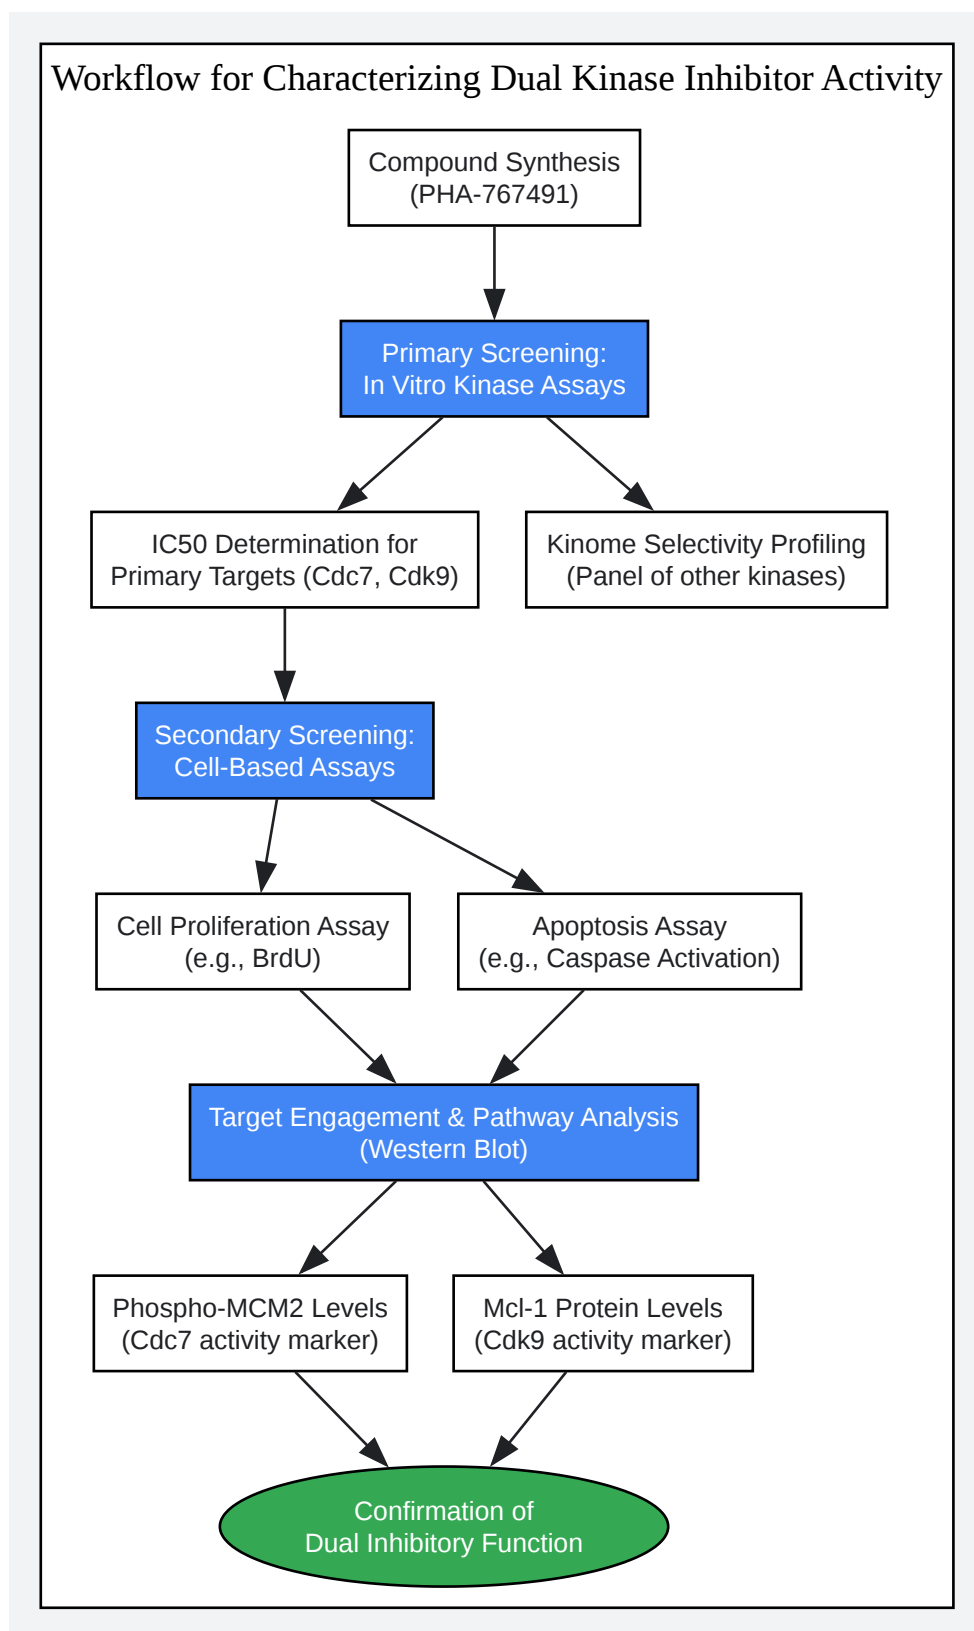 Workflow for Characterizing Dual Kinase Inhibitor Activity
Compound Synthesis
(PHA-767491)
Primary Screening:
In Vitro Kinase Assays
IC50 Determination for
Primary Targets (Cdc7, Cdk9)
Kinome Selectivity Profiling
(Panel of other kinases)
Secondary Screening:
Cell-Based Assays
Cell Proliferation Assay
(e.g., BrdU)
Apoptosis Assay
(e.g., Caspase Activation)
Target Engagement & Pathway Analysis
(Western Blot)
Phospho-MCM2 Levels
(Cdc7 activity marker)
Mcl-1 Protein Levels
(Cdk9 activity marker)
Confirmation of
Dual Inhibitory Function